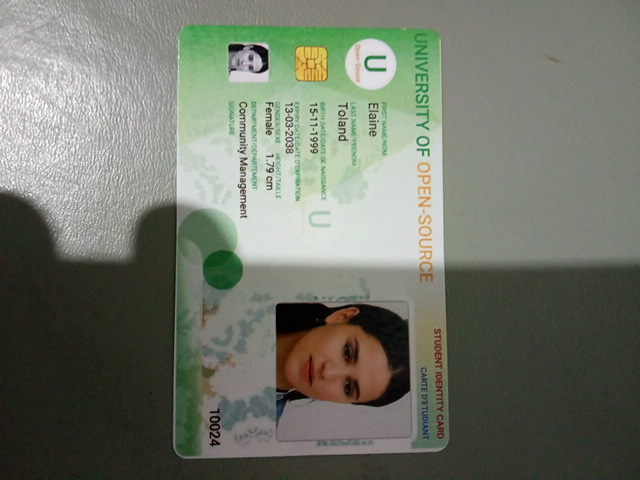 UNIVERSITY OF OPEN-SOURCE
STUDENT IDENTITY CARD
CARTE D'ETUDIANT
U
Open Source
FIRST NAME/NOM
Elaine
LAST NAME/PRENOM
Toland
BIRTH DATE/DATE DE NAISSANCE
15-11-1999
EXPIRY DATE/DATE D'EXPIRATION
13-03-2038
GENDER/SEXE HEIGHT/TAILLE
Female 1.79 cm
DEPARTMENT/DEPARTEMENT
Community Management
SIGNATURE
U
10024